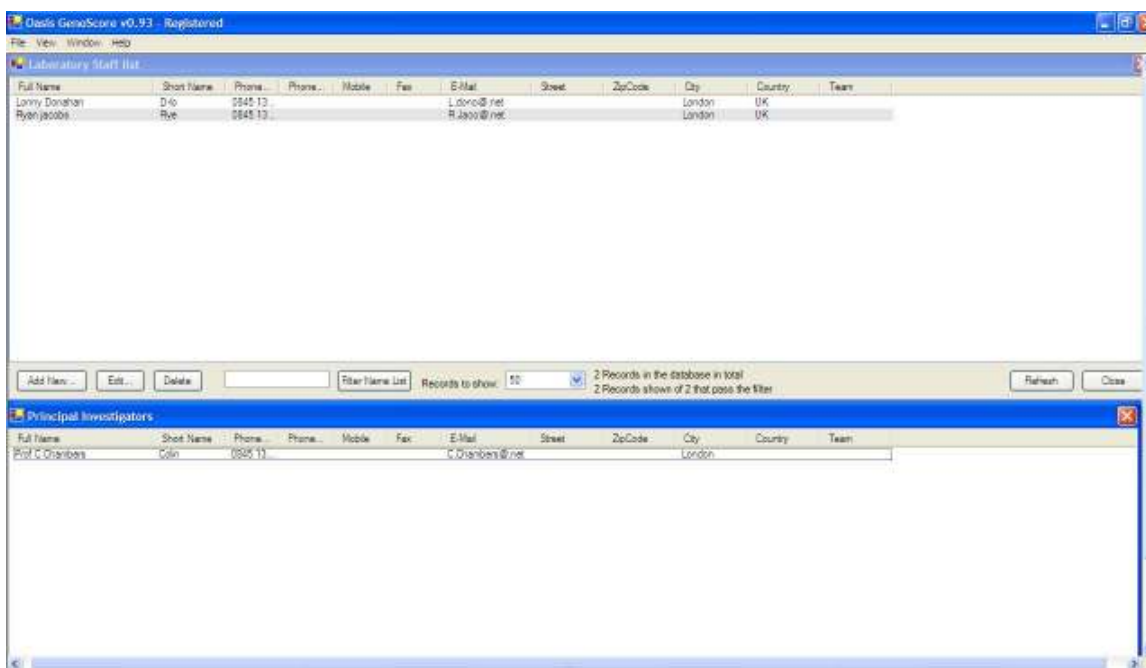 Oasis GenoScore v0.93 - Registered
File View Window Help
Laboratory Staff list
Full Name Short Name Phone... Phone... Mobile Fax E-Mail Street ZipCode City Country Team
Lonny Donahan 0845 13... L.dono@.net London UK
Ryan jacobs Rye 0845 13... R.Jaco@.net London UK
Add New ... Edit... Delete Filter Name List Records to show: 50 2 Records in the database in total Refresh Close
2 Records shown of 2 that pass the filter
Principal Investigators
Full Name Short Name Phone... Phone... Mobile Fax E-Mail Street ZipCode City Country Team
Prof C Chambers Colin 0845 13... C.Chambers@.net London